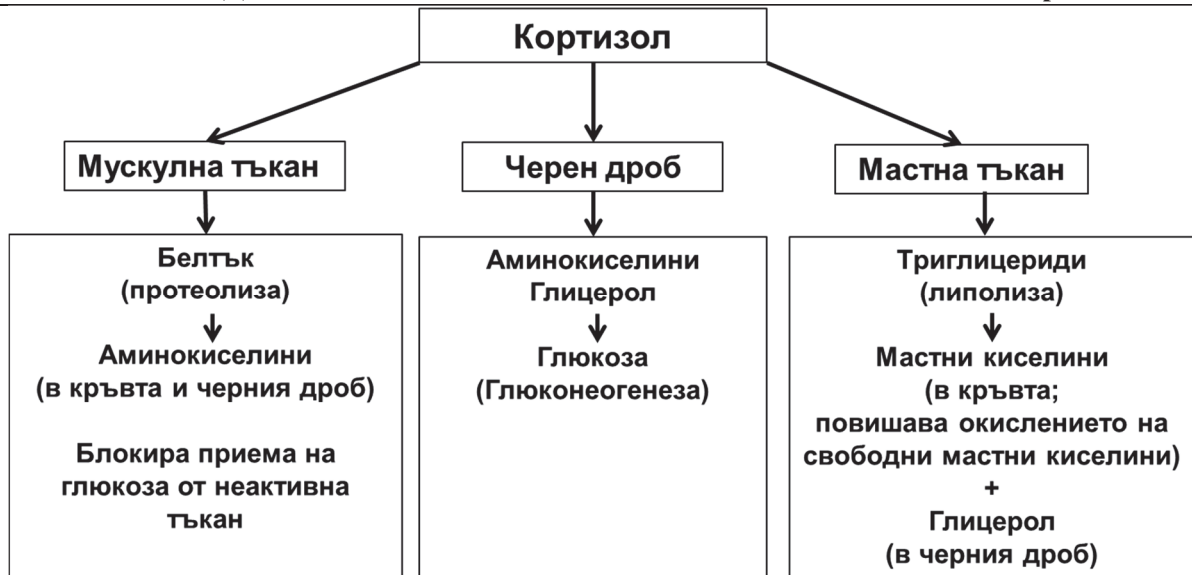 Кортизол
Мускулна тъкан
Белтък
(протеолиза)
Аминокиселини
(в кръвта и черния дроб)
Блокира приема на
глюкоза от неактивна
тъкан
Черен дроб
Аминокиселини
Глицерол
Глюкоза
(Глюконеогенеза)
Мастна тъкан
Триглицериди
(липолиза)
Мастни киселини
(в кръвта;
повишава окислението на
свободни мастни киселини)
+
Глицерол
(в черния дроб)